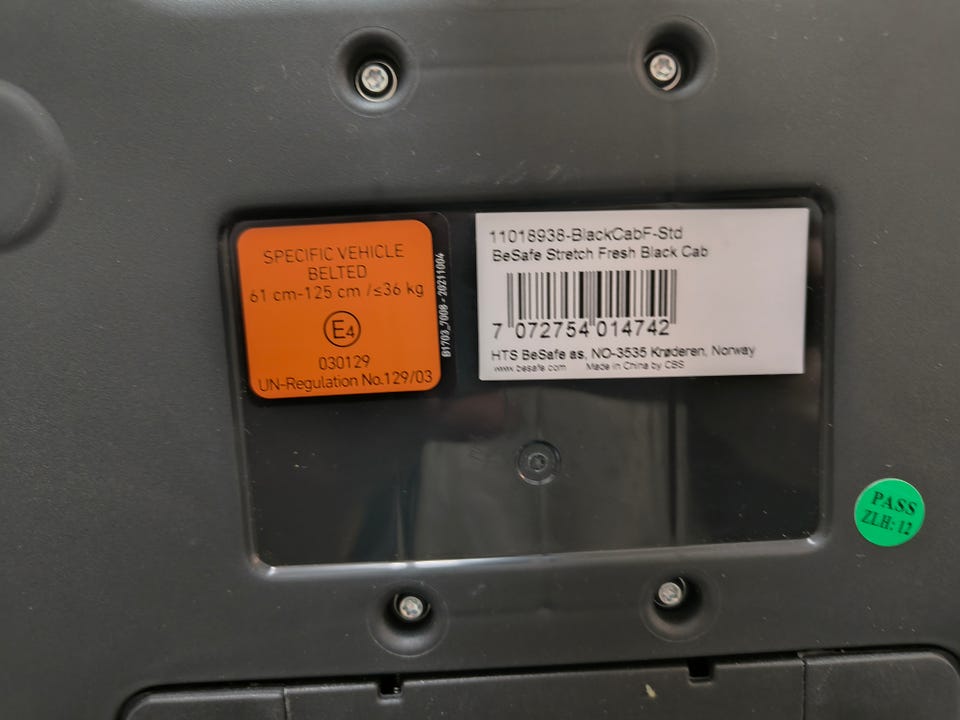 SPECIFIC VEHICLE
BELTED
61 cm-125 cm /≤36 kg
E4
030129
UN-Regulation No.129/03
B1703_7008 - 20211004
11018938-BlackCabF-Std
BeSafe Stretch Fresh Black Cab
7 072754 014742
HTS BeSafe as, NO-3535 Krøderen, Norway
www.besafe.com Made in China by CBS
PASS
ZLH: 12